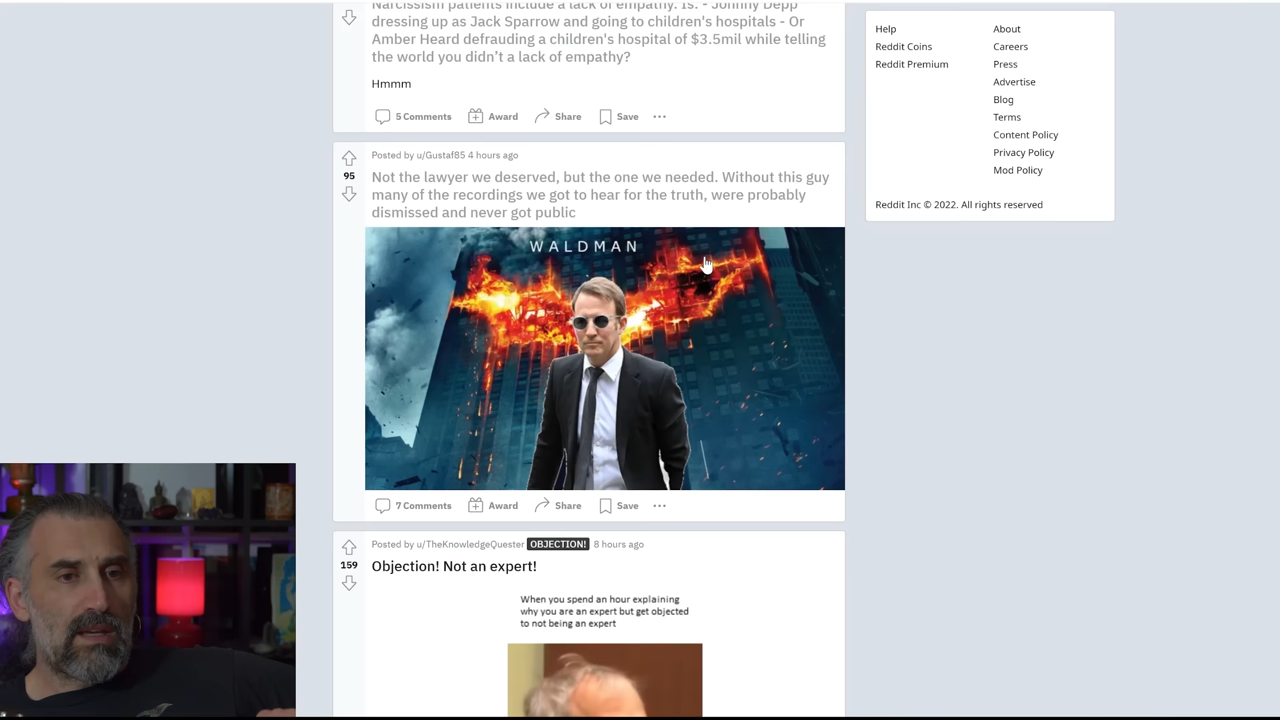 Narcissism patients include a lack of empathy. Is. - Johnny Depp
dressing up as Jack Sparrow and going to children's hospitals - Or
Amber Heard defrauding a children's hospital of $3.5mil while telling
the world you didn’t a lack of empathy?
Hmmm
5 Comments Award Share Save
Posted by u/Gustaf85 4 hours ago
95
Not the lawyer we deserved, but the one we needed. Without this guy
many of the recordings we got to hear for the truth, were probably
dismissed and never got public
WALDMAN
7 Comments Award Share Save
Posted by u/TheKnowledgeQuester OBJECTION! 8 hours ago
159
Objection! Not an expert!
When you spend an hour explaining
why you are an expert but get objected
to not being an expert
Help
Reddit Coins
Reddit Premium
About
Careers
Press
Advertise
Blog
Terms
Content Policy
Privacy Policy
Mod Policy
Reddit Inc © 2022. All rights reserved